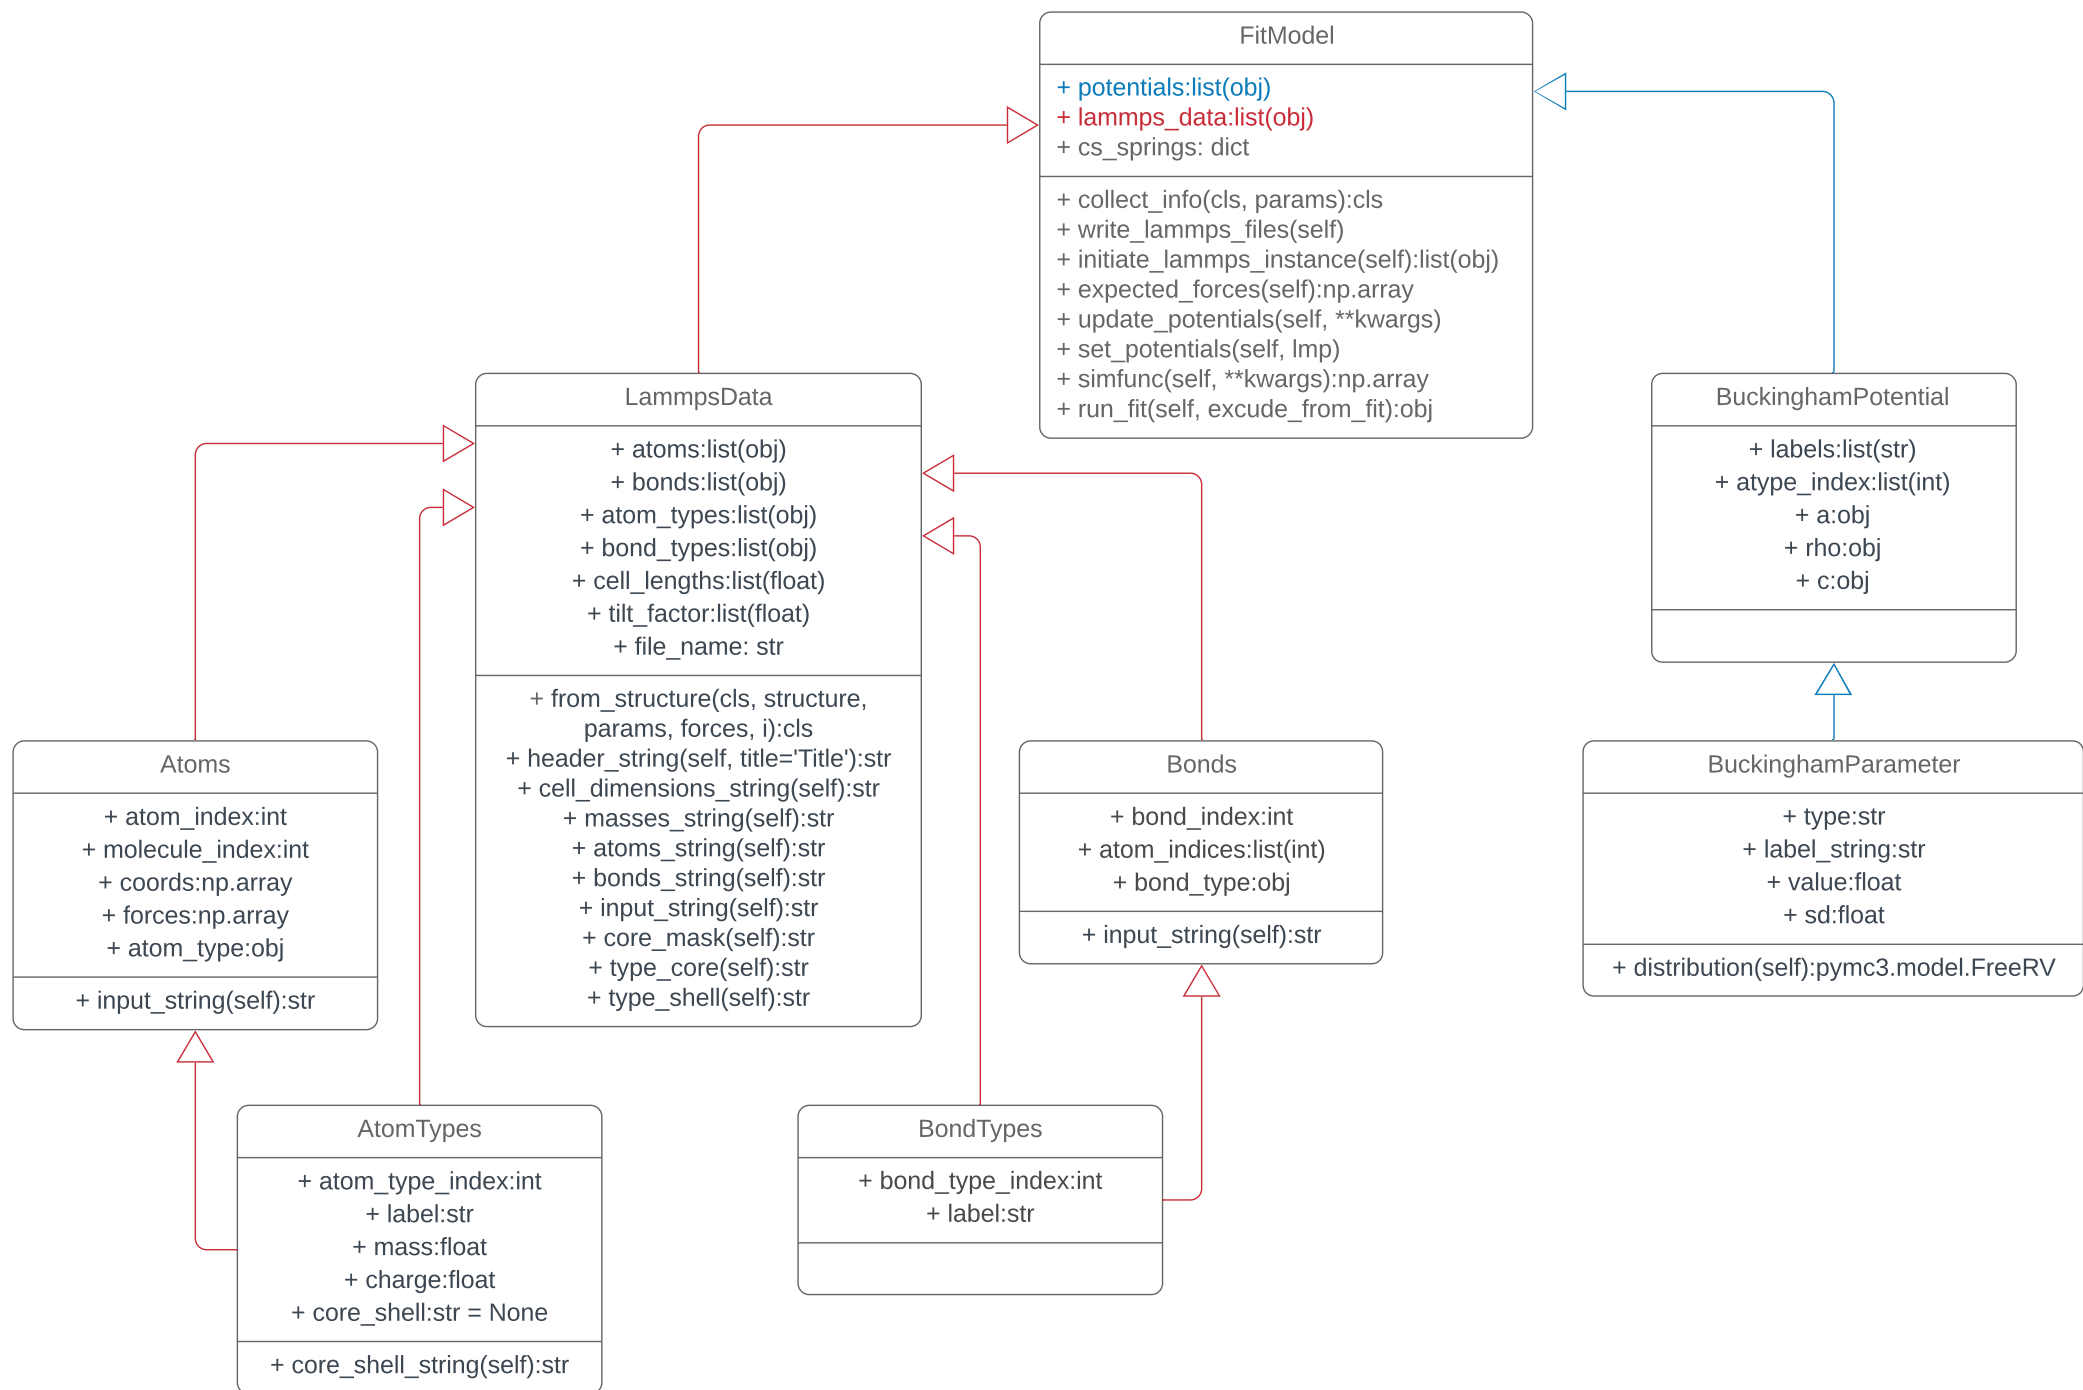 FitModel
+ potentials:list(obj)
+ lammps_data:list(obj)
+ cs_springs: dict
+ collect_info(cls, params):cls
+ write_lammps_files(self)
+ initiate_lammps_instance(self):list(obj)
+ expected_forces(self):np.array
+ update_potentials(self, **kwargs)
+ set_potentials(self, lmp)
+ simfunc(self, **kwargs):np.array
+ run_fit(self, excude_from_fit):obj
LammpsData
+ atoms:list(obj)
+ bonds:list(obj)
+ atom_types:list(obj)
+ bond_types:list(obj)
+ cell_lengths:list(float)
+ tilt_factor:list(float)
+ file_name: str
+ from_structure(cls, structure,
params, forces, i):cls
+ header_string(self, title='Title'):str
+ cell_dimensions_string(self):str
+ masses_string(self):str
+ atoms_string(self):str
+ bonds_string(self):str
+ input_string(self):str
+ core_mask(self):str
+ type_core(self):str
+ type_shell(self):str
BuckinghamPotential
+ labels:list(str)
+ atype_index:list(int)
+ a:obj
+ rho:obj
+ c:obj
Atoms
+ atom_index:int
+ molecule_index:int
+ coords:np.array
+ forces:np.array
+ atom_type:obj
+ input_string(self):str
Bonds
+ bond_index:int
+ atom_indices:list(int)
+ bond_type:obj
+ input_string(self):str
BuckinghamParameter
+ type:str
+ label_string:str
+ value:float
+ sd:float
+ distribution(self):pymc3.model.FreeRV
AtomTypes
+ atom_type_index:int
+ label:str
+ mass:float
+ charge:float
+ core_shell:str = None
+ core_shell_string(self):str
BondTypes
+ bond_type_index:int
+ label:str